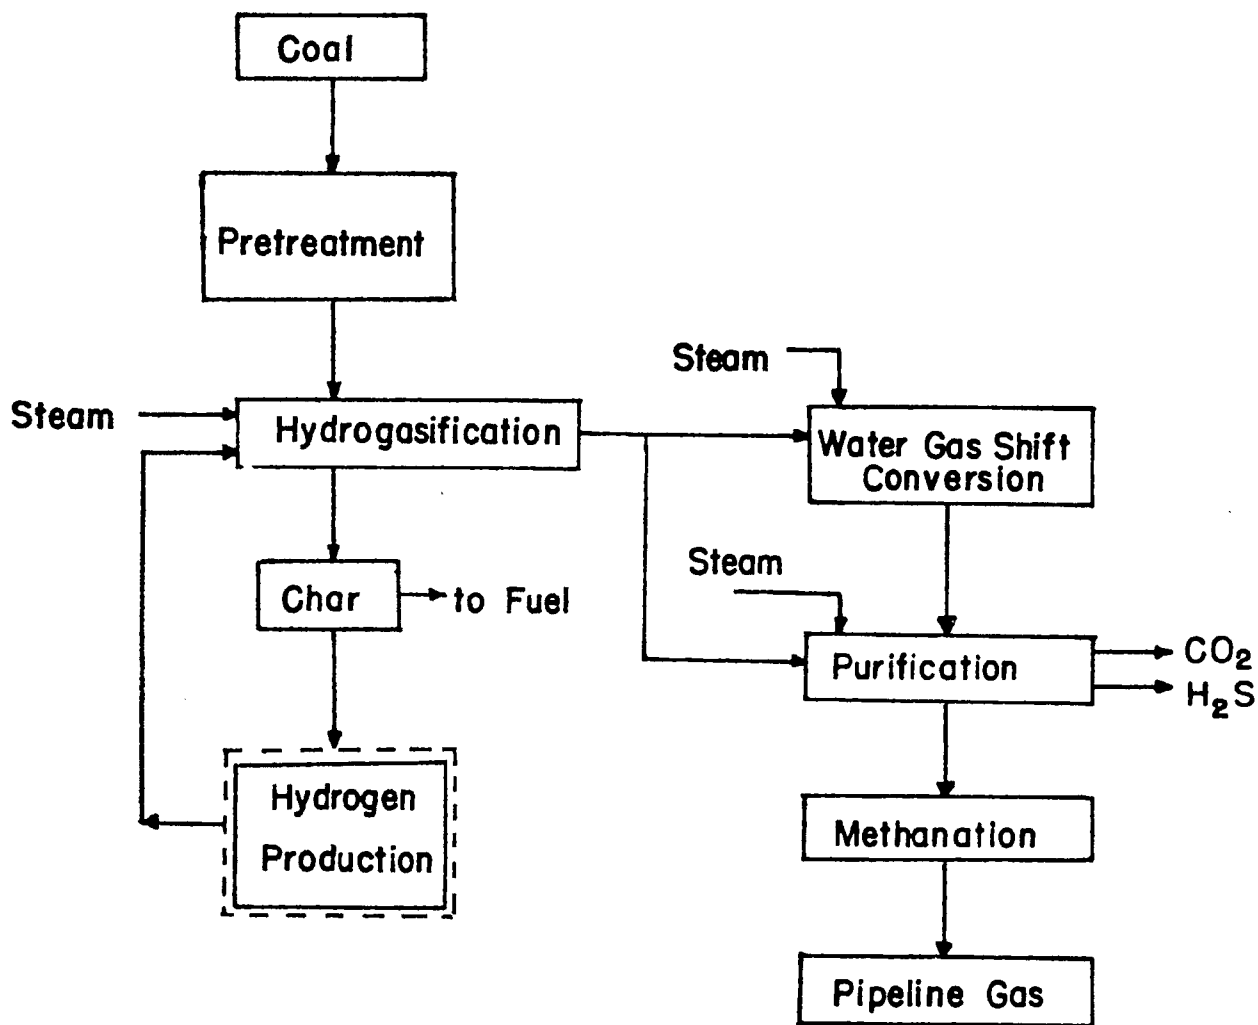 Coal
Pretreatment
Steam
Steam
Hydrogasification
Water Gas Shift
Conversion
Steam
Char
to Fuel
Purification
CO₂
H₂S
Hydrogen
Production
Methanation
Pipeline Gas